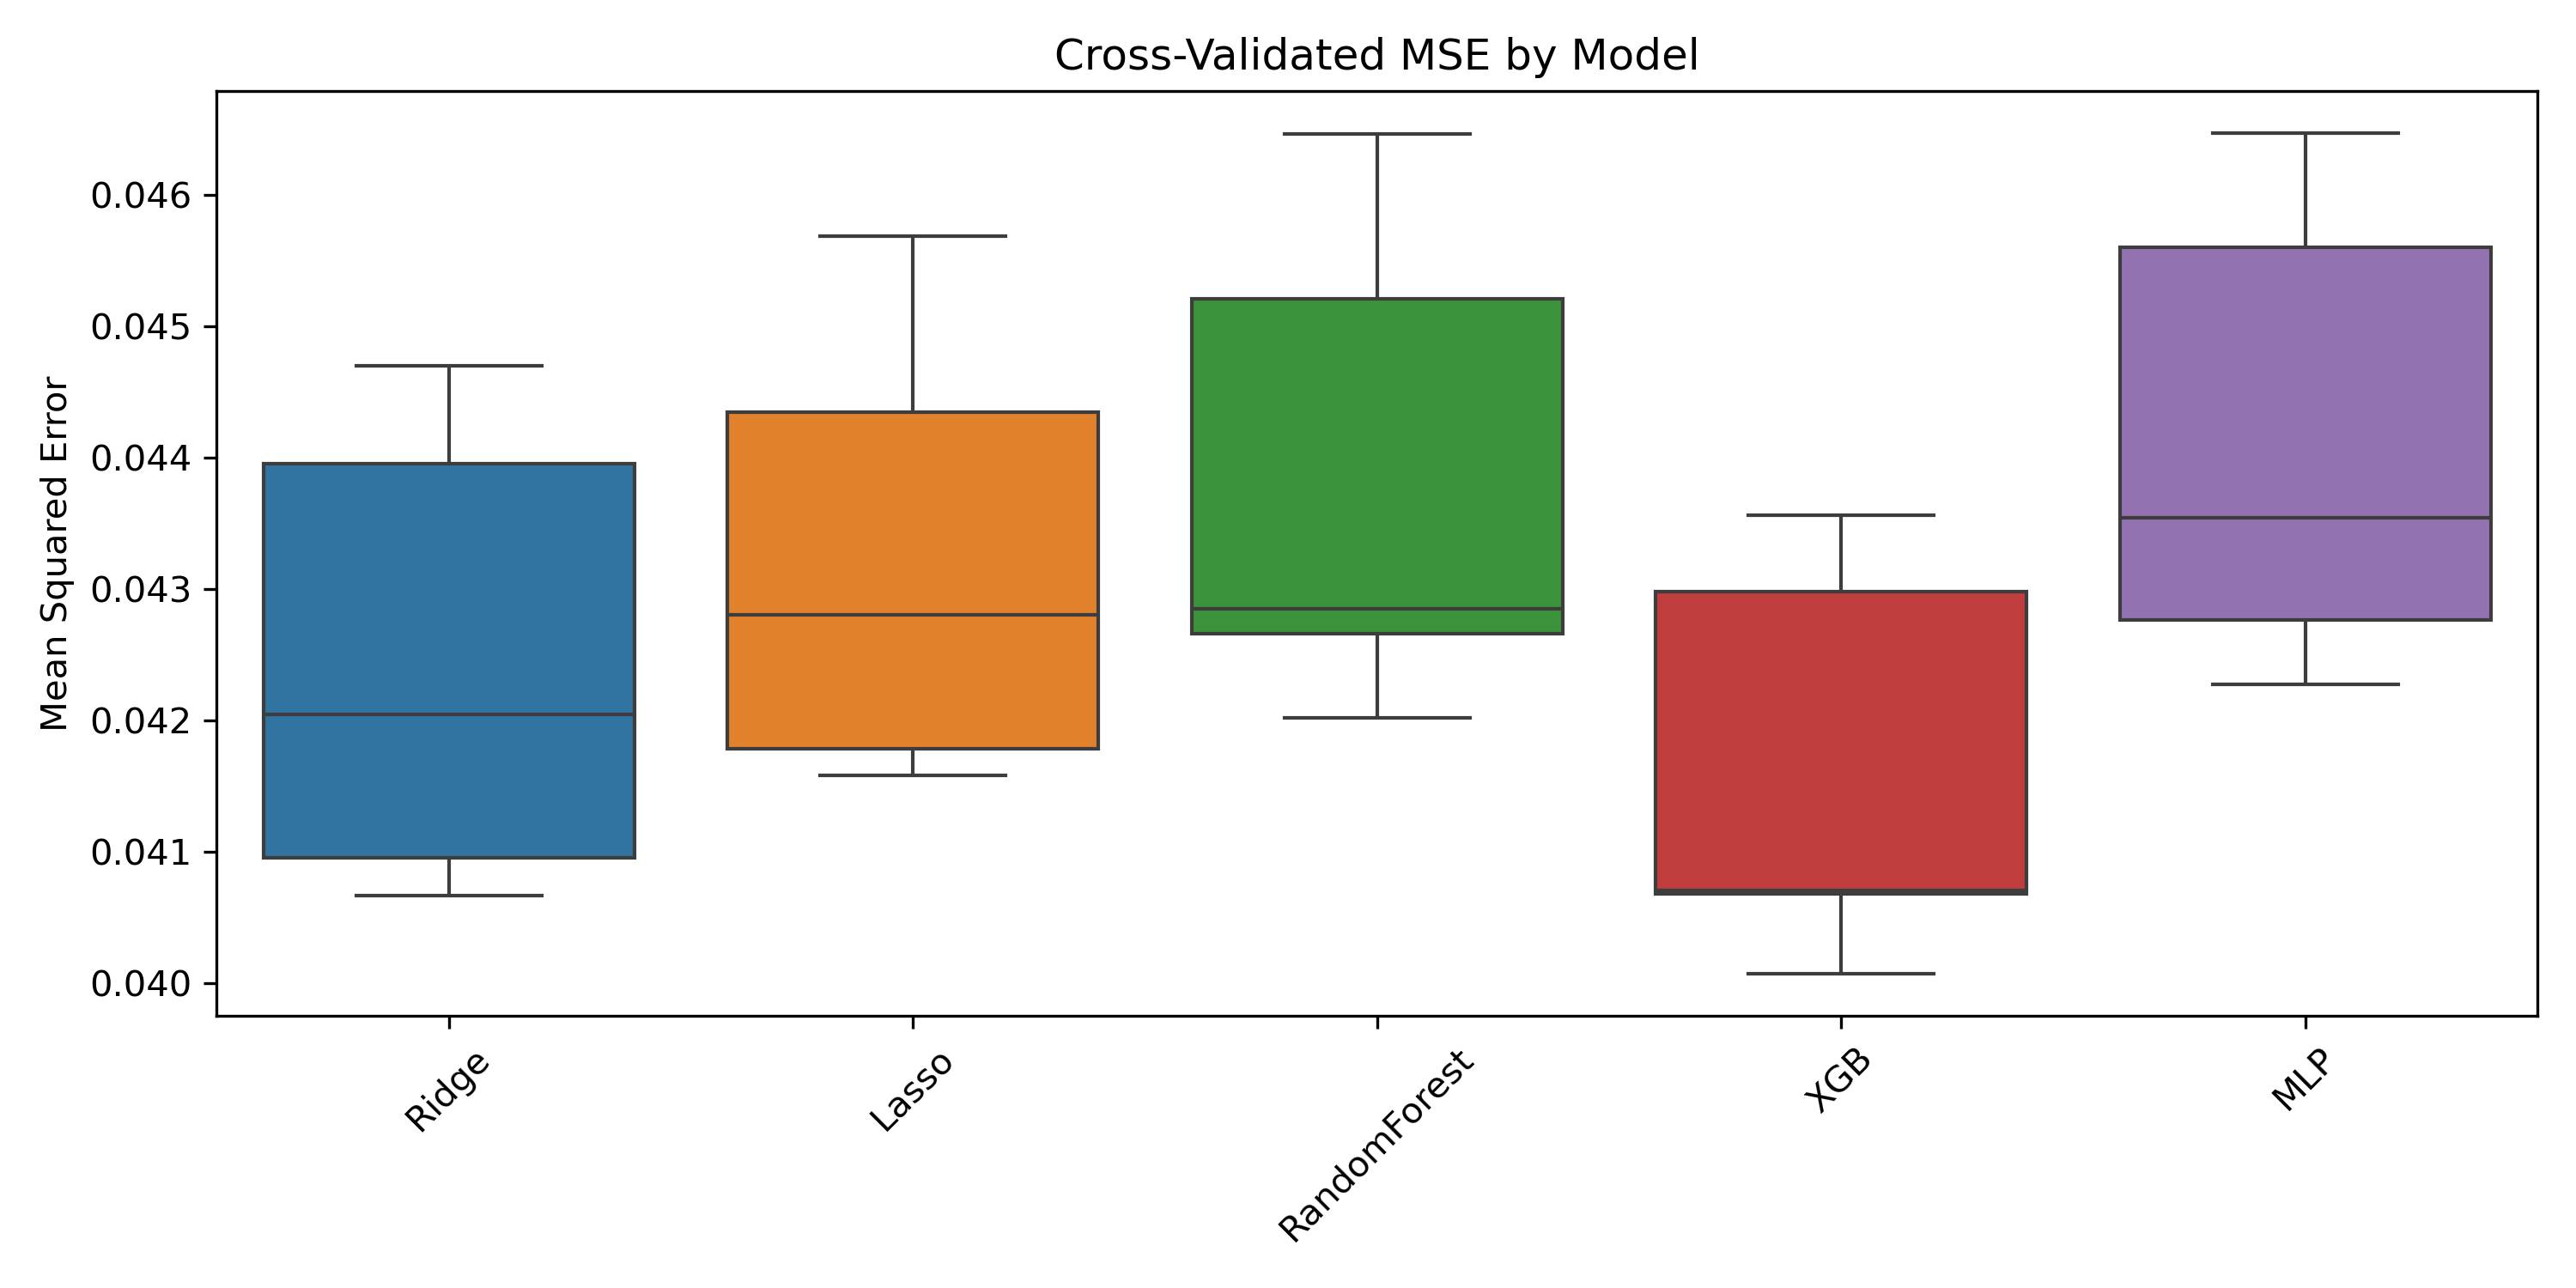 Cross-Validated MSE by Model
Mean Squared Error
0.046
0.045
0.044
0.043
0.042
0.041
0.040
Ridge
Lasso
RandomForest
XGB
MLP